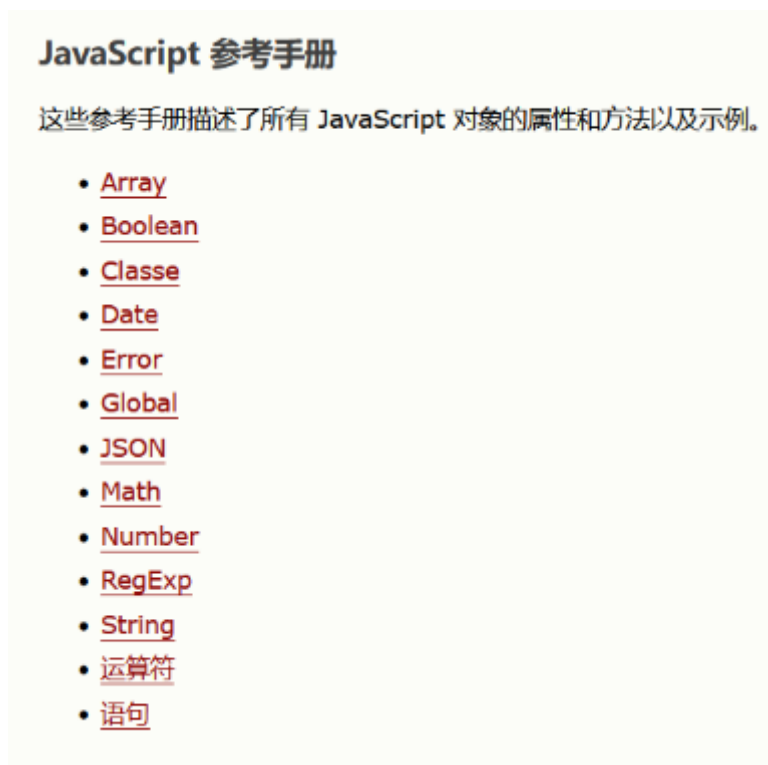 JavaScript 参考手册
这些参考手册描述了所有 JavaScript 对象的属性和方法以及示例。
• Array
• Boolean
• Classe
• Date
• Error
• Global
• JSON
• Math
• Number
• RegExp
• String
• 运算符
• 语句